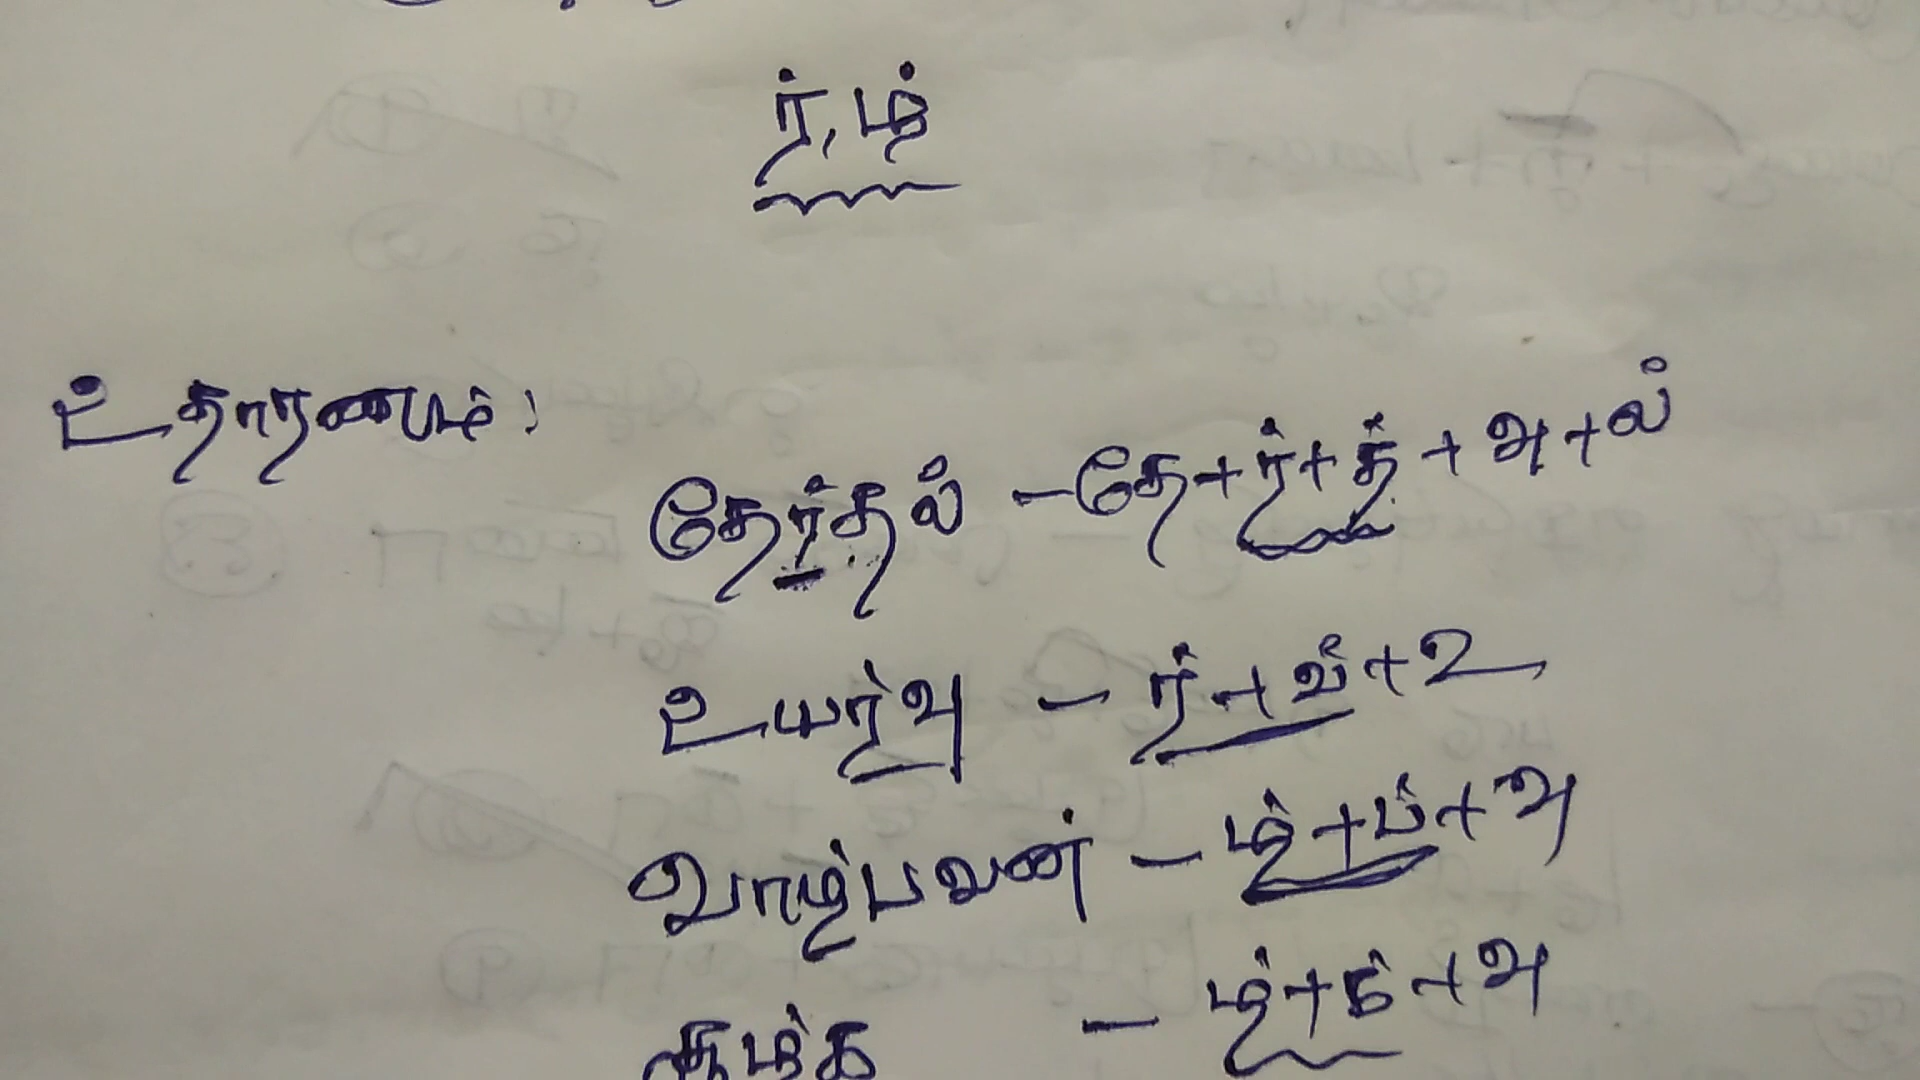 ர், ழ்
உதாரணம்:
தேர்தல் - தே+ர்+த்+அ+ல்
உயர்வு - ர்+வ்+உ
வாழ்பவன் - ழ்+ப்+அ
சூழ்க - ழ்+க்+அ